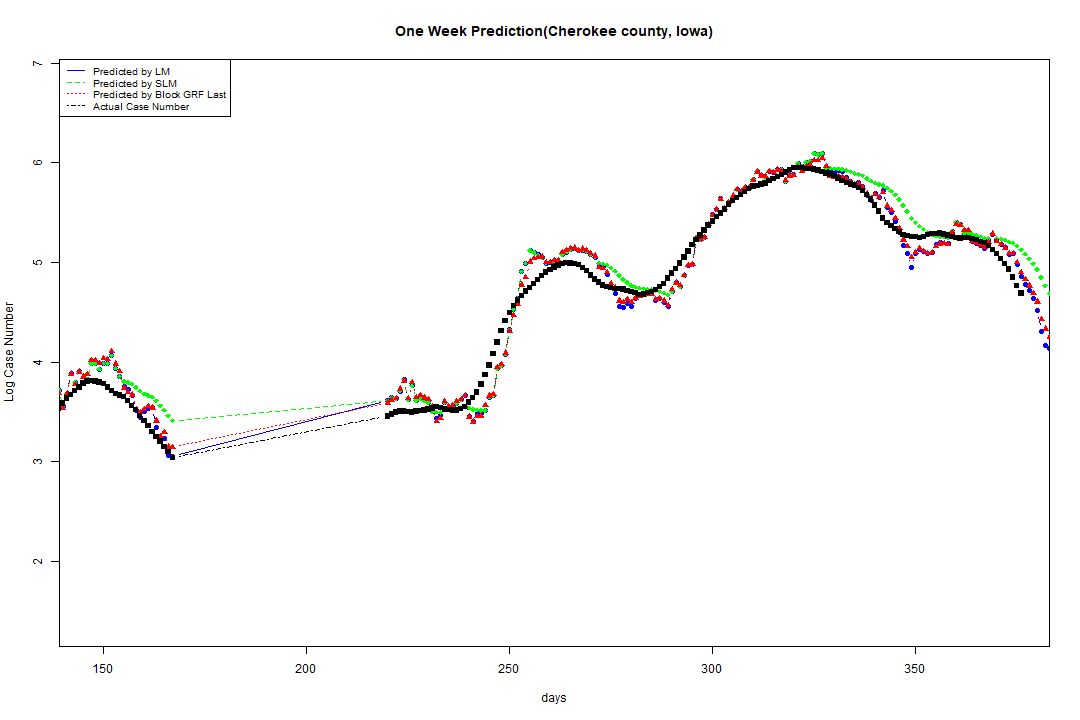 One Week Prediction(Cherokee county, Iowa)
Predicted by LM
Predicted by SLM
Predicted by Block GRF Last
Actual Case Number
7
6
5
4
3
2
Log Case Number
150 200 250 300 350
days